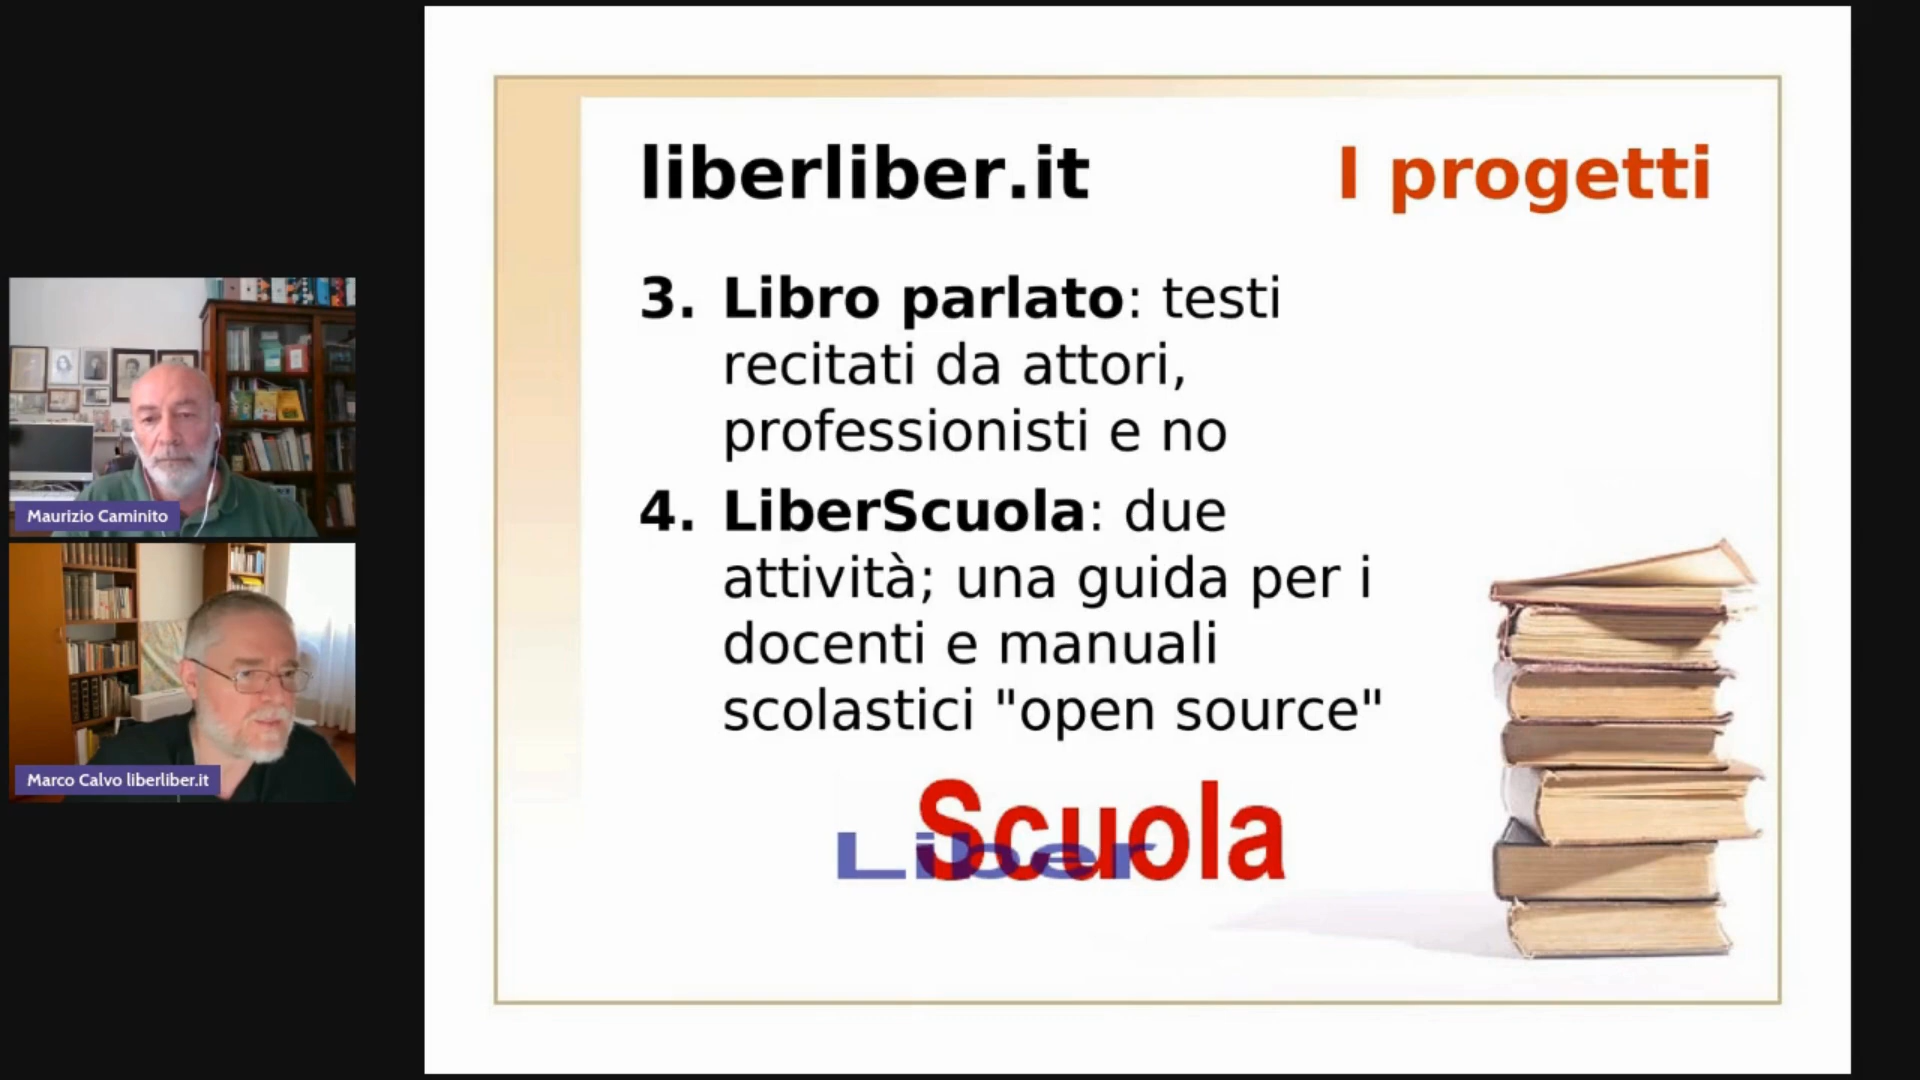 liberliber.it I progetti
3. Libro parlato: testi
recitati da attori,
professionisti e no
4. LiberScuola: due
attività; una guida per i
docenti e manuali
scolastici "open source"
Liber Scuola
Maurizio Caminito
Marco Calvo liberliber.it